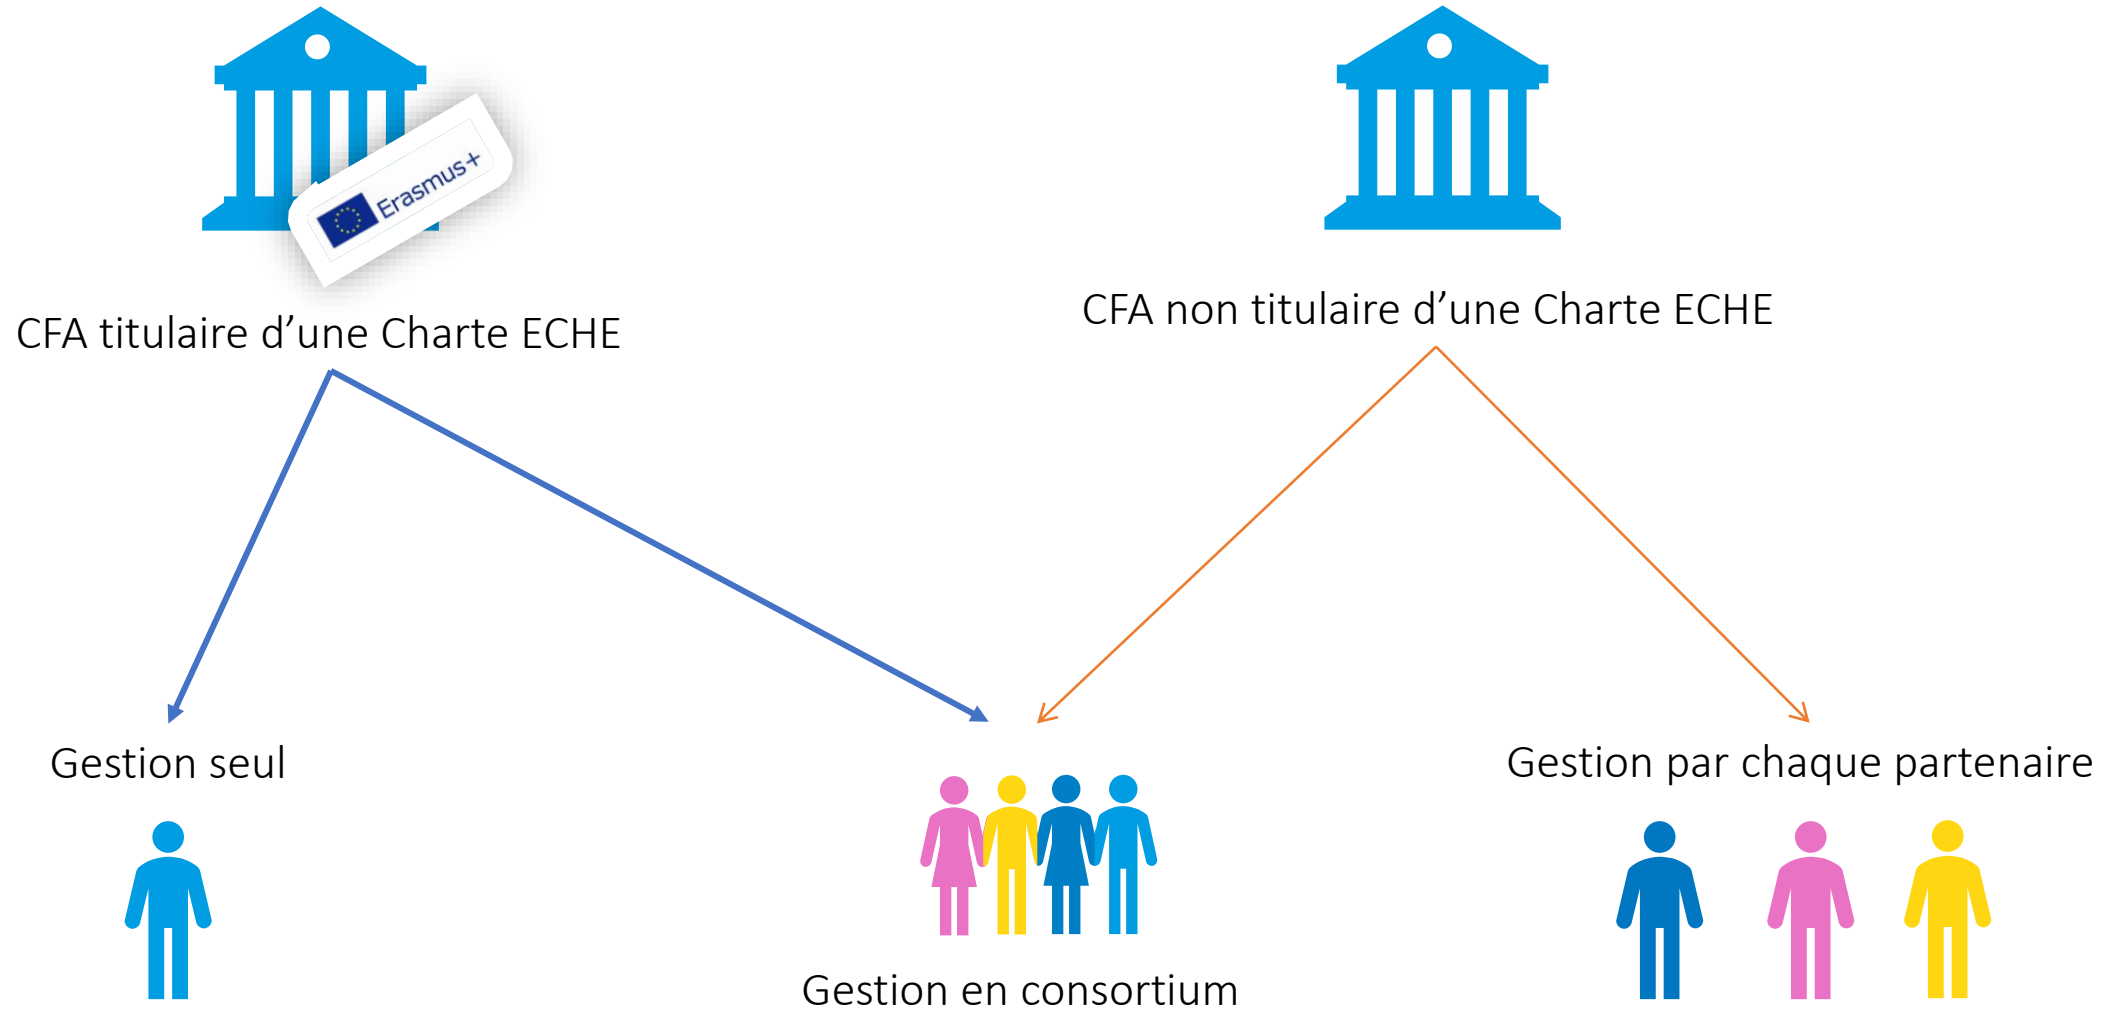 Erasmus+
CFA titulaire d’une Charte ECHE
CFA non titulaire d’une Charte ECHE
Gestion seul
Gestion en consortium
Gestion par chaque partenaire